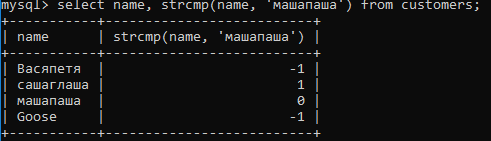 mysql> select name, strcmp(name, 'машапаша') from customers;
+-----------+--------------------------+
| name      | strcmp(name, 'машапаша') |
+-----------+--------------------------+
| Васяпетя  |                       -1 |
| сашаглаша |                        1 |
| машапаша  |                        0 |
| Goose     |                       -1 |
+-----------+--------------------------+